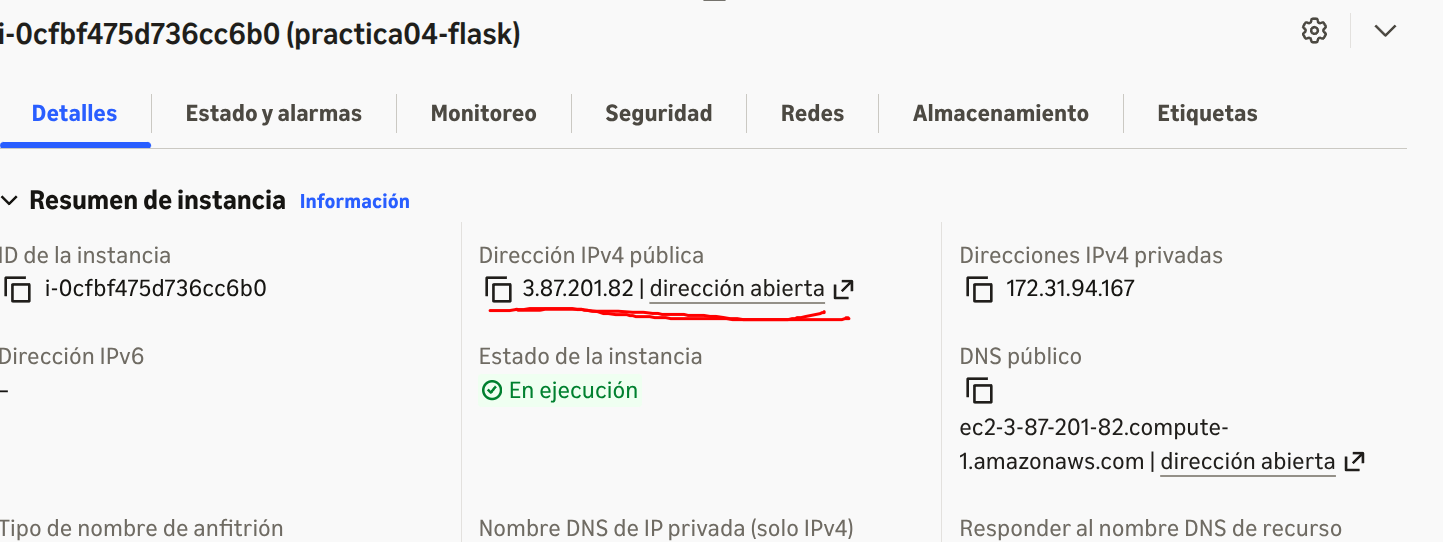 i-0cfbf475d736cc6b0 (practica04-flask)
Detalles
Estado y alarmas
Monitoreo
Seguridad
Redes
Almacenamiento
Etiquetas
Resumen de instancia Información
ID de la instancia
i-0cfbf475d736cc6b0
Dirección IPv4 pública
3.87.201.82 | dirección abierta
Direcciones IPv4 privadas
172.31.94.167
Dirección IPv6
–
Estado de la instancia
En ejecución
DNS público
ec2-3-87-201-82.compute-
1.amazonaws.com | dirección abierta
Tipo de nombre de anfitrión
Nombre DNS de IP privada (solo IPv4)
Responder al nombre DNS de recurso